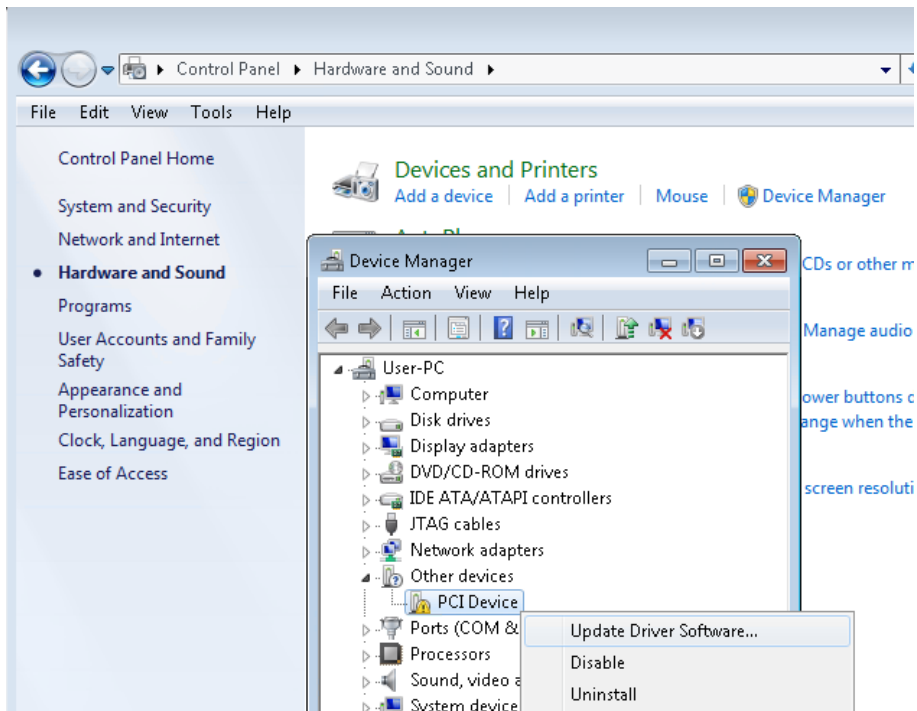 Control Panel Hardware and Sound
File Edit View Tools Help
Control Panel Home
System and Security
Network and Internet
Hardware and Sound
Programs
User Accounts and Family
Safety
Appearance and
Personalization
Clock, Language, and Region
Ease of Access
Devices and Printers
Add a device Add a printer Mouse Device Manager
CDs or other m
Manage audio
ower buttons
ange when the
screen resoluti
Device Manager
File Action View Help
User-PC
Computer
Disk drives
Display adapters
DVD/CD-ROM drives
IDE ATA/ATAPI controllers
JTAG cables
Network adapters
Other devices
PCI Device
Ports (COM &
Processors
Sound, video
System device
Update Driver Software...
Disable
Uninstall